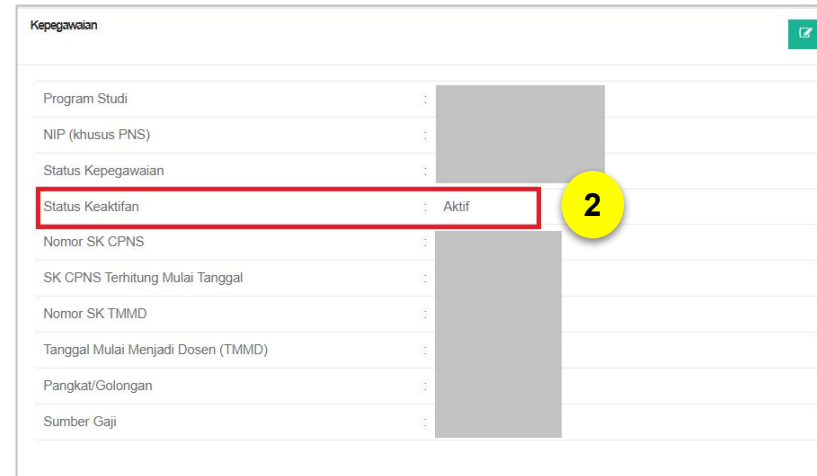 Kepegawaian
Program Studi :
NIP (khusus PNS) :
Status Kepegawaian :
Status Keaktifan : Aktif
2
Nomor SK CPNS :
SK CPNS Terhitung Mulai Tanggal :
Nomor SK TMMD :
Tanggal Mulai Menjadi Dosen (TMMD) :
Pangkat/Golongan :
Sumber Gaji :